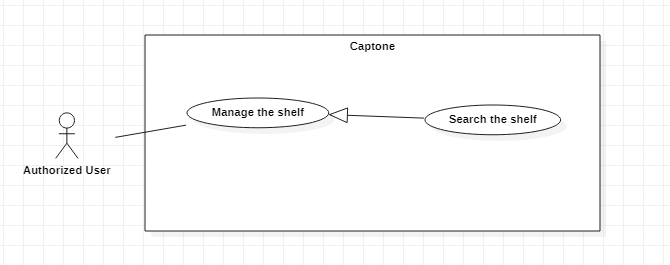 Captone
Manage the shelf
Search the shelf
Authorized User